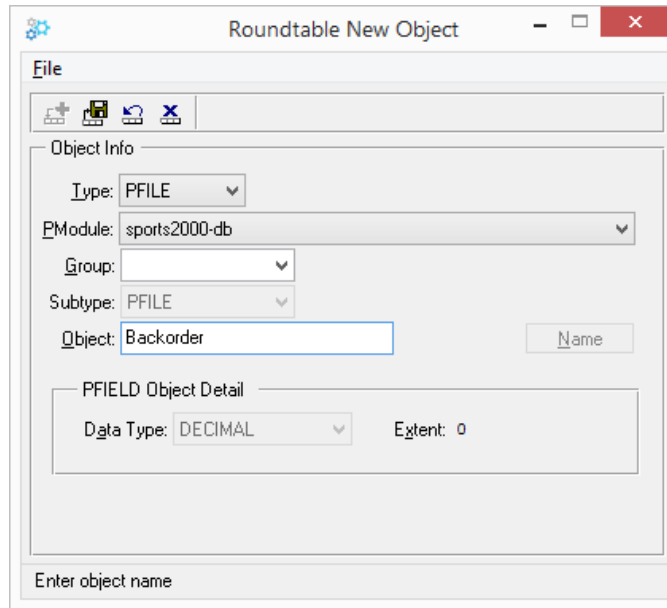 Roundtable New Object
File
Object Info
Type: PFILE
PModule: sports2000-db
Group:
Subtype: PFILE
Object: Backorder
Name
PFIELD Object Detail
Data Type: DECIMAL Extent: 0
Enter object name